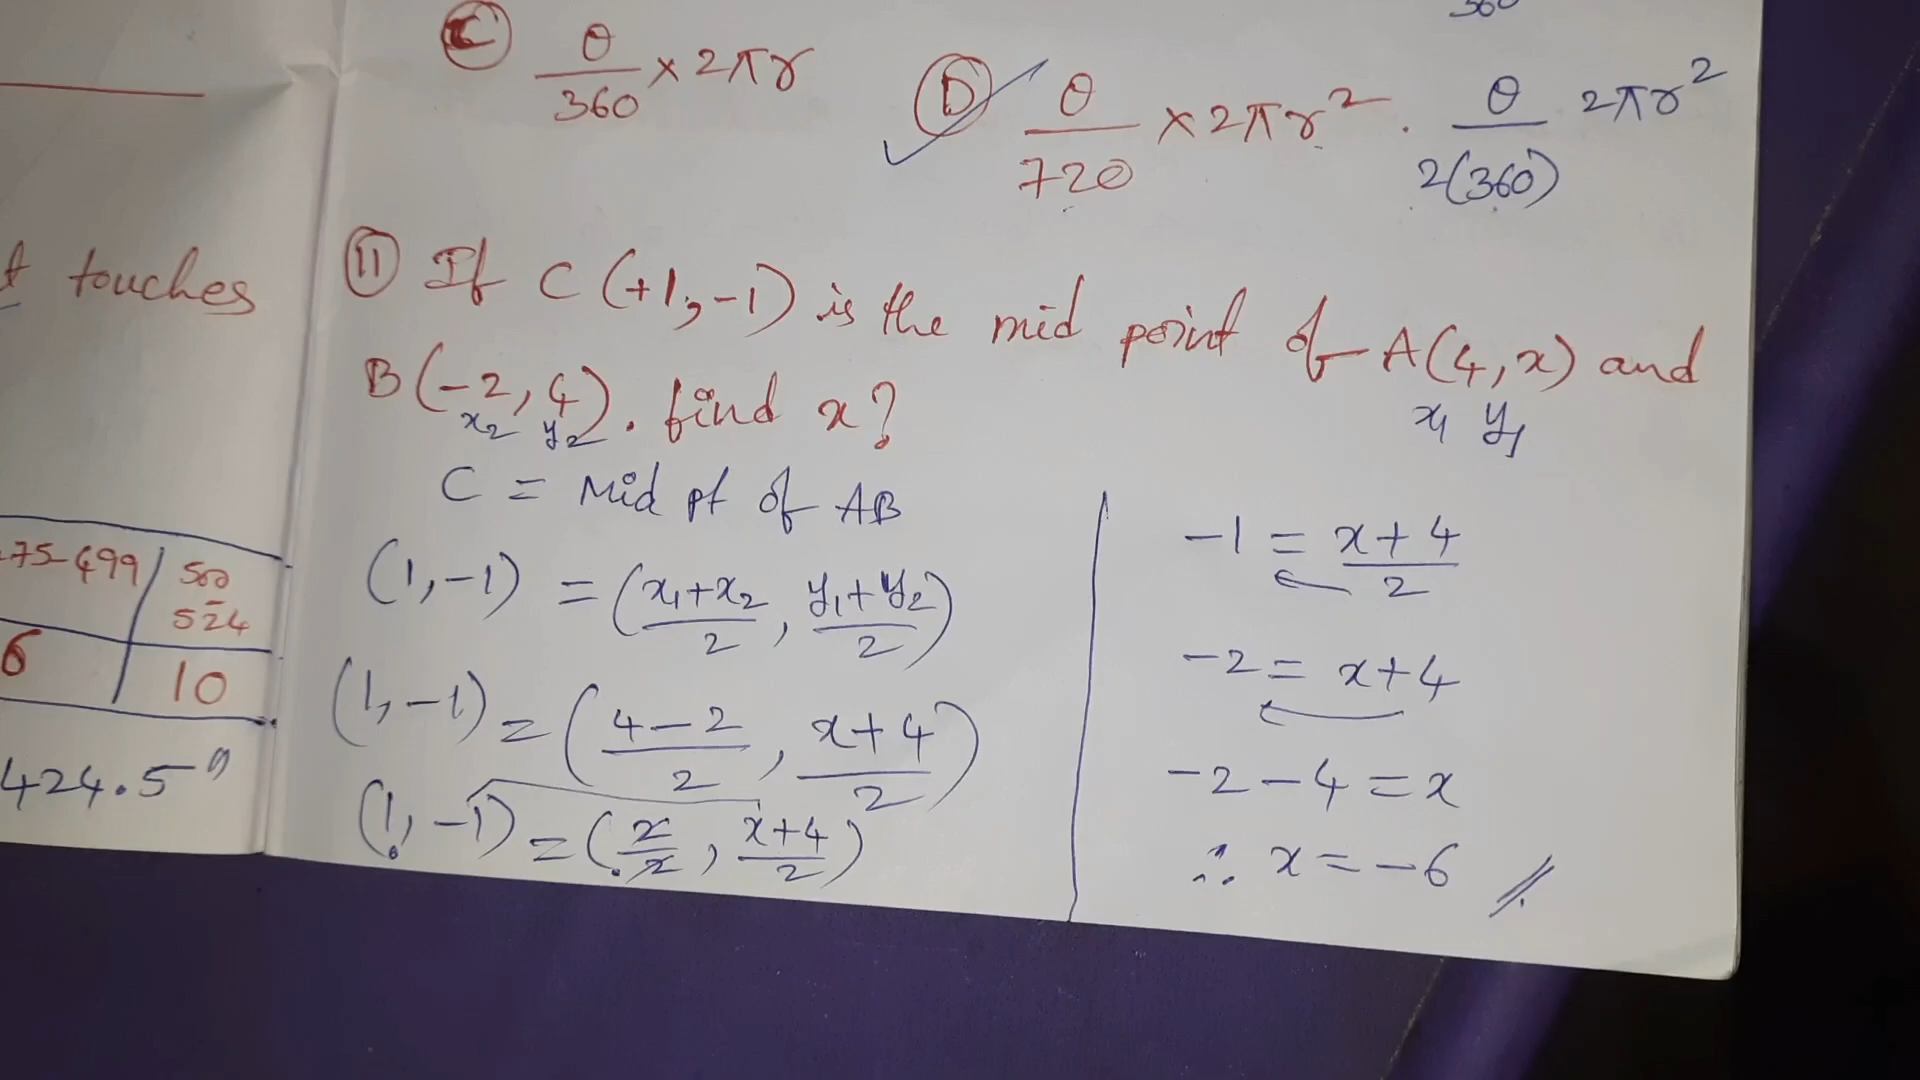 360
C θ/360 × 2πr
D θ/720 × 2πr². θ/2(360) 2πr²
touches
11 If C (+1,-1) is the mid point of A(4,x) and
x₁ y₁
B(-2,4). find x?
x₂ y₂
C = Mid pt of AB
(1,-1) = (x₁+x₂/2, y₁+y₂/2)
(1,-1) = (4-2/2, x+4/2)
(1,-1) = (2/2, x+4/2)
-1 = x+4/2
-2 = x+4
-2-4 = x
∴ x = -6 //
75-499 500-524
6 10
424.5"